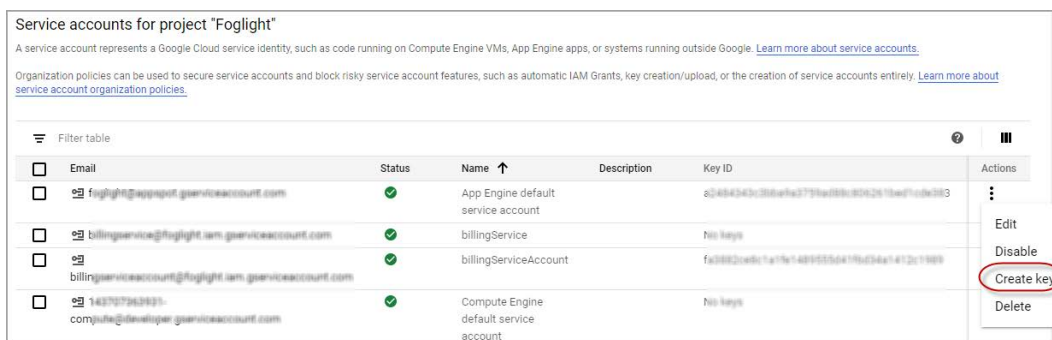 Service accounts for project "Foglight"
A service account represents a Google Cloud service identity, such as code running on Compute Engine VMs, App Engine apps, or systems running outside Google. Learn more about service accounts.
Organization policies can be used to secure service accounts and block risky service account features, such as automatic IAM Grants, key creation/upload, or the creation of service accounts entirely. Learn more about
service account organization policies.
Filter table
Email Status Name Description Key ID Actions
App Engine default
service account
Edit
billingService
Disable
billingServiceAccount
Create key
Compute Engine
default service
account
Delete